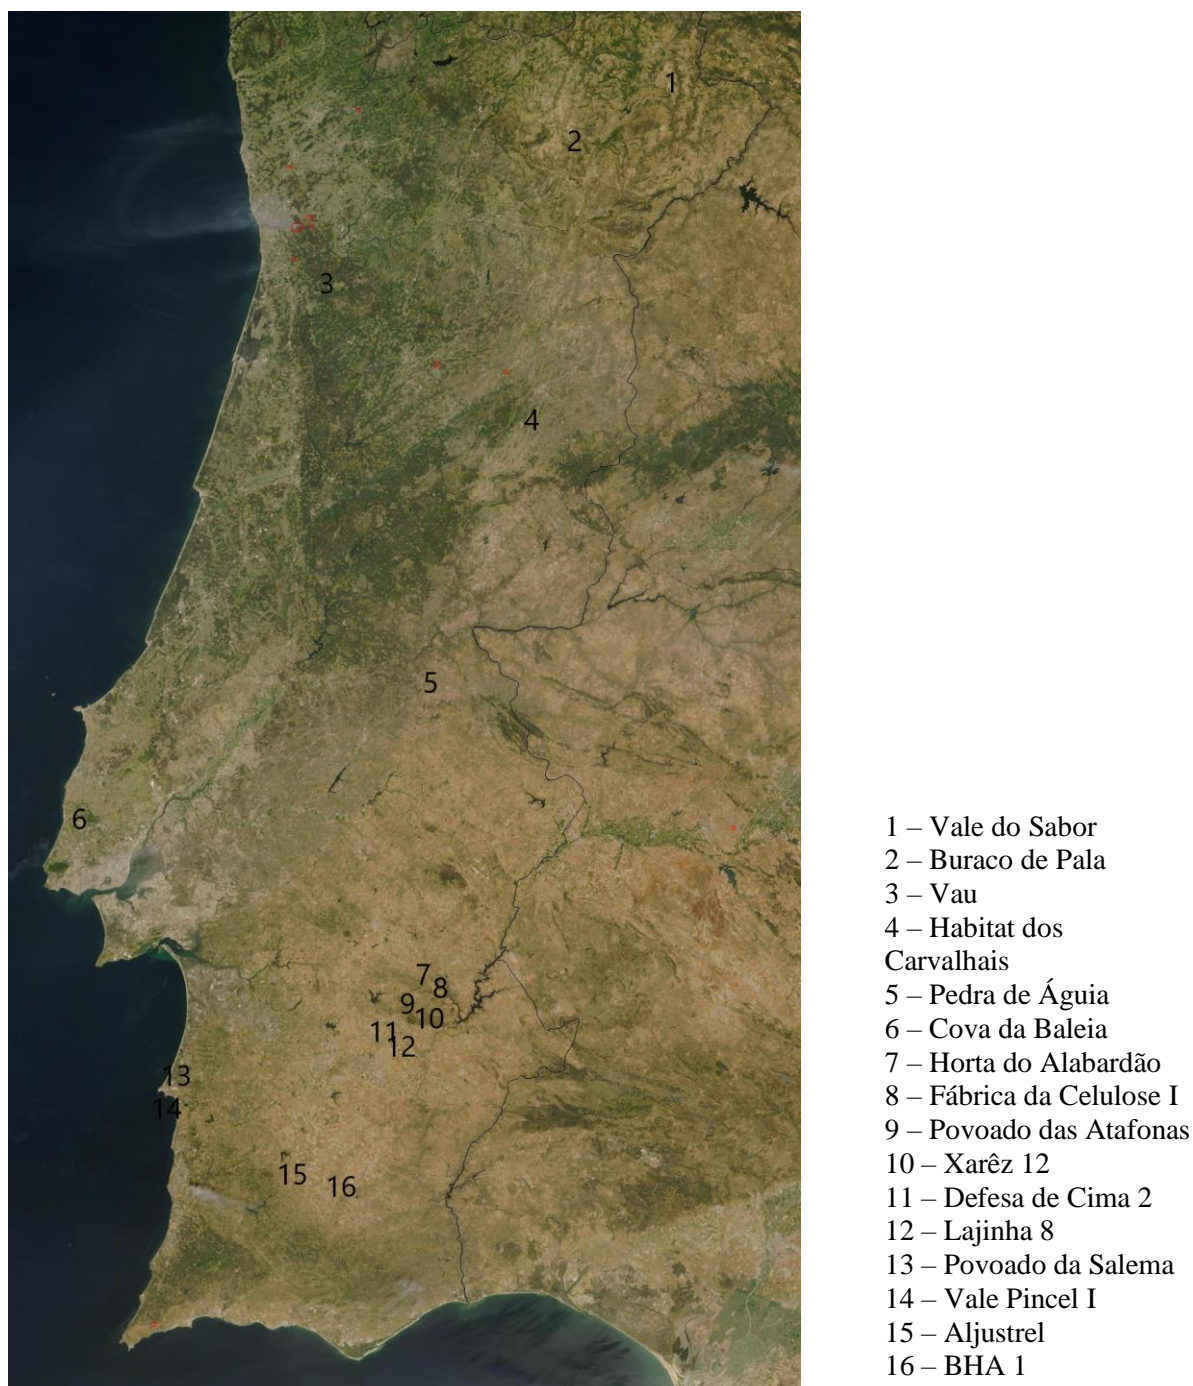 1
2
3
4
5
6
7
8
9
10
11
12
13
14
15
16
1 – Vale do Sabor
2 – Buraco de Pala
3 – Vau
4 – Habitat dos
Carvalhais
5 – Pedra de Águia
6 – Cova da Baleia
7 – Horta do Alabardão
8 – Fábrica da Celulose I
9 – Povoado das Atafonas
10 – Xarêz 12
11 – Defesa de Cima 2
12 – Lajinha 8
13 – Povoado da Salema
14 – Vale Pincel I
15 – Aljustrel
16 – BHA 1